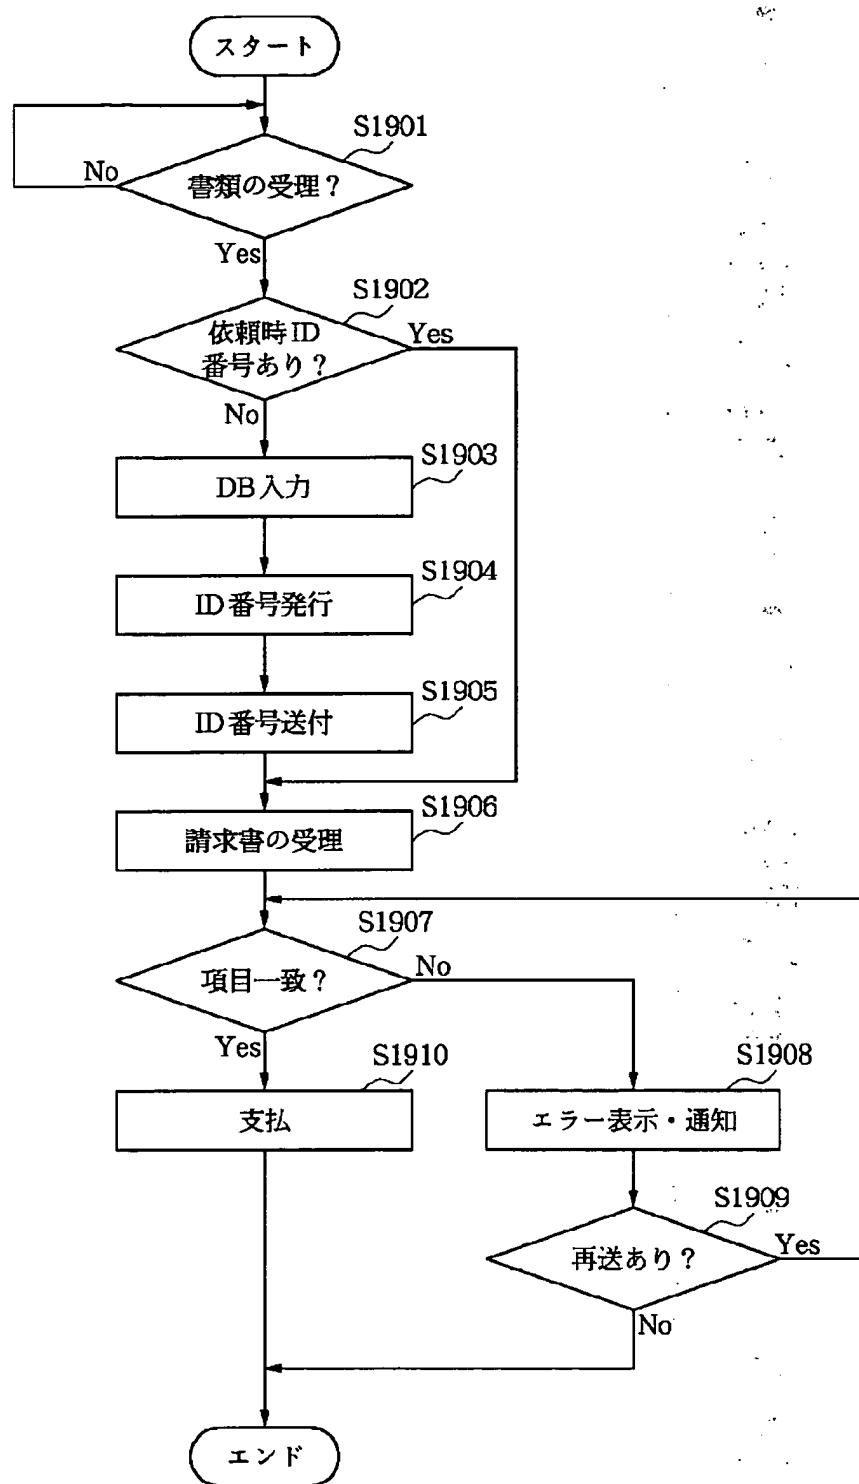 スタート
S1901
No
書類の受理?
Yes
S1902
依頼時ID
番号あり?
Yes
No
S1903
DB入力
S1904
ID番号発行
S1905
ID番号送付
S1906
請求書の受理
S1907
項目一致?
No
Yes
S1910
支払
S1908
エラー表示・通知
S1909
再送あり?
Yes
No
エンド